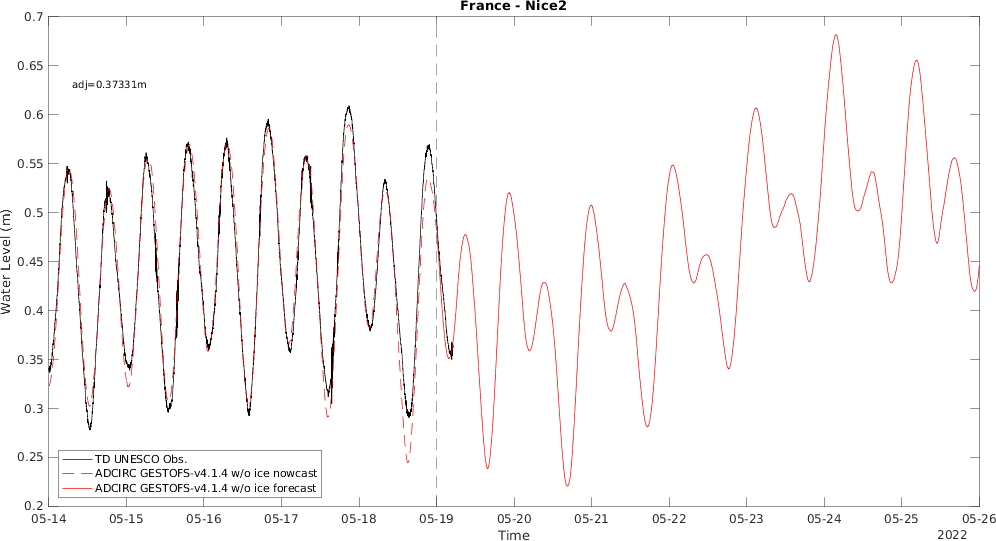 France - Nice2
0.7
0.65
0.6
0.55
0.5
0.45
0.4
0.35
0.3
0.25
0.2
Water Level (m)
adj=0.37331m
TD UNESCO Obs.
ADCIRC GESTOFS-v4.1.4 w/o ice nowcast
ADCIRC GESTOFS-v4.1.4 w/o ice forecast
05-14 05-15 05-16 05-17 05-18 05-19 05-20 05-21 05-22 05-23 05-24 05-25 05-26
Time
2022